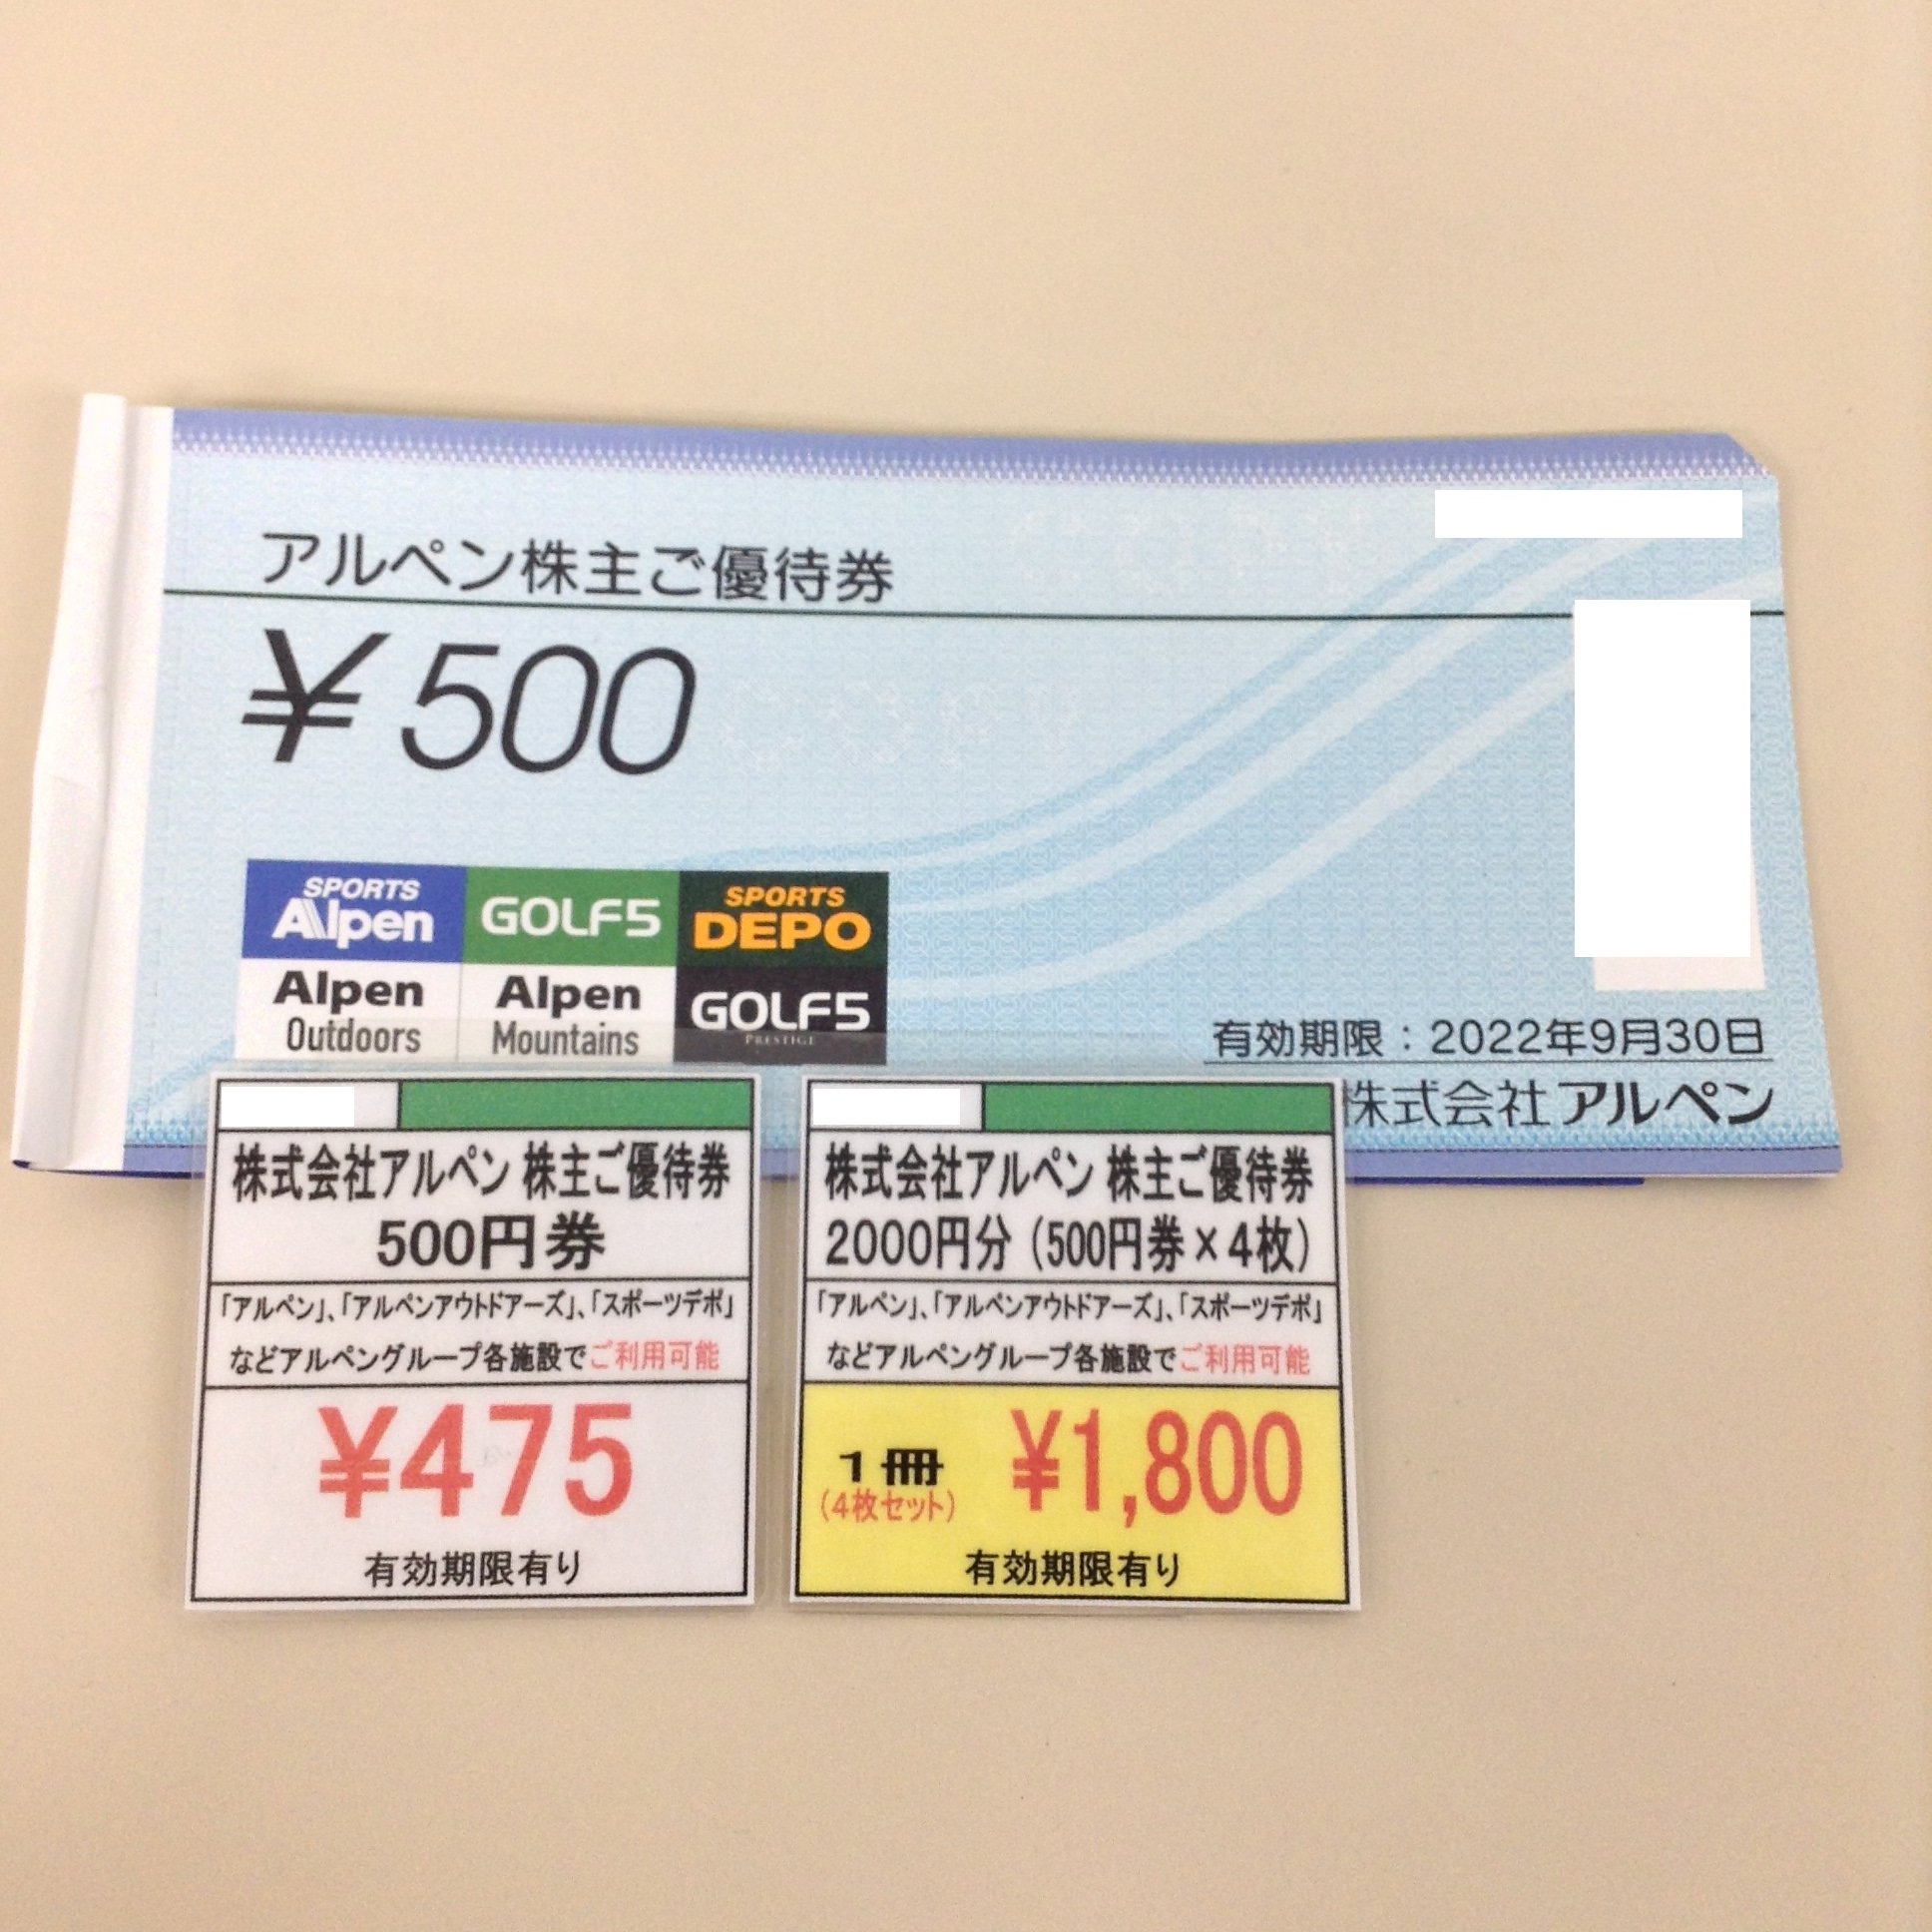 アルペン株主ご優待券
¥500
SPORTS
Alpen
GOLF5
SPORTS
DEPO
Alpen
Outdoors
Alpen
Mountains
GOLF5
PRESTIGE
有効期限：2022年9月30日
株式会社アルペン
株式会社アルペン 株主ご優待券
500円券
「アルペン」、「アルペンアウトドアーズ」、「スポーツデポ」
などアルペングループ各施設でご利用可能
¥475
有効期限有り
株式会社アルペン 株主ご優待券
2000円分（500円券×4枚）
「アルペン」、「アルペンアウトドアーズ」、「スポーツデポ」
などアルペングループ各施設でご利用可能
1冊
（4枚セット）
¥1,800
有効期限有り